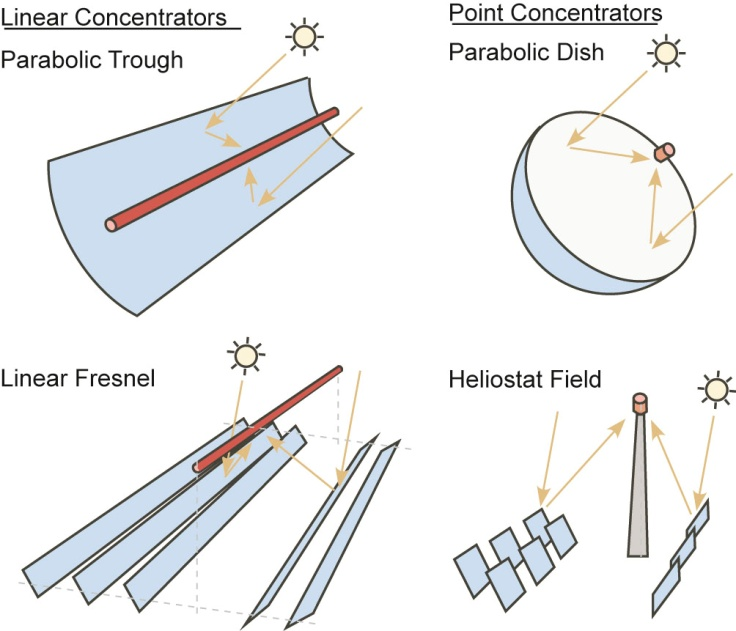 Linear Concentrators
Parabolic Trough
Point Concentrators
Parabolic Dish
Linear Fresnel
Heliostat Field